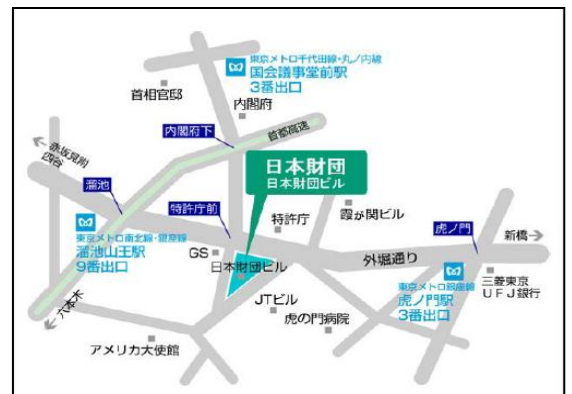 東京メトロ千代田線・丸ノ内線
国会議事堂前駅
3番出口
首相官邸
内閣府
内閣府下
首都高速
赤坂見附
四谷
日本財団
日本財団ビル
溜池
特許庁前
特許庁
霞が関ビル
虎ノ門
新橋
東京メトロ南北線・銀座線
溜池山王駅
9番出口
GS
日本財団ビル
外堀通り
東京メトロ銀座線
虎ノ門駅
3番出口
三菱東京
UFJ銀行
JTビル
虎の門病院
六本木
アメリカ大使館